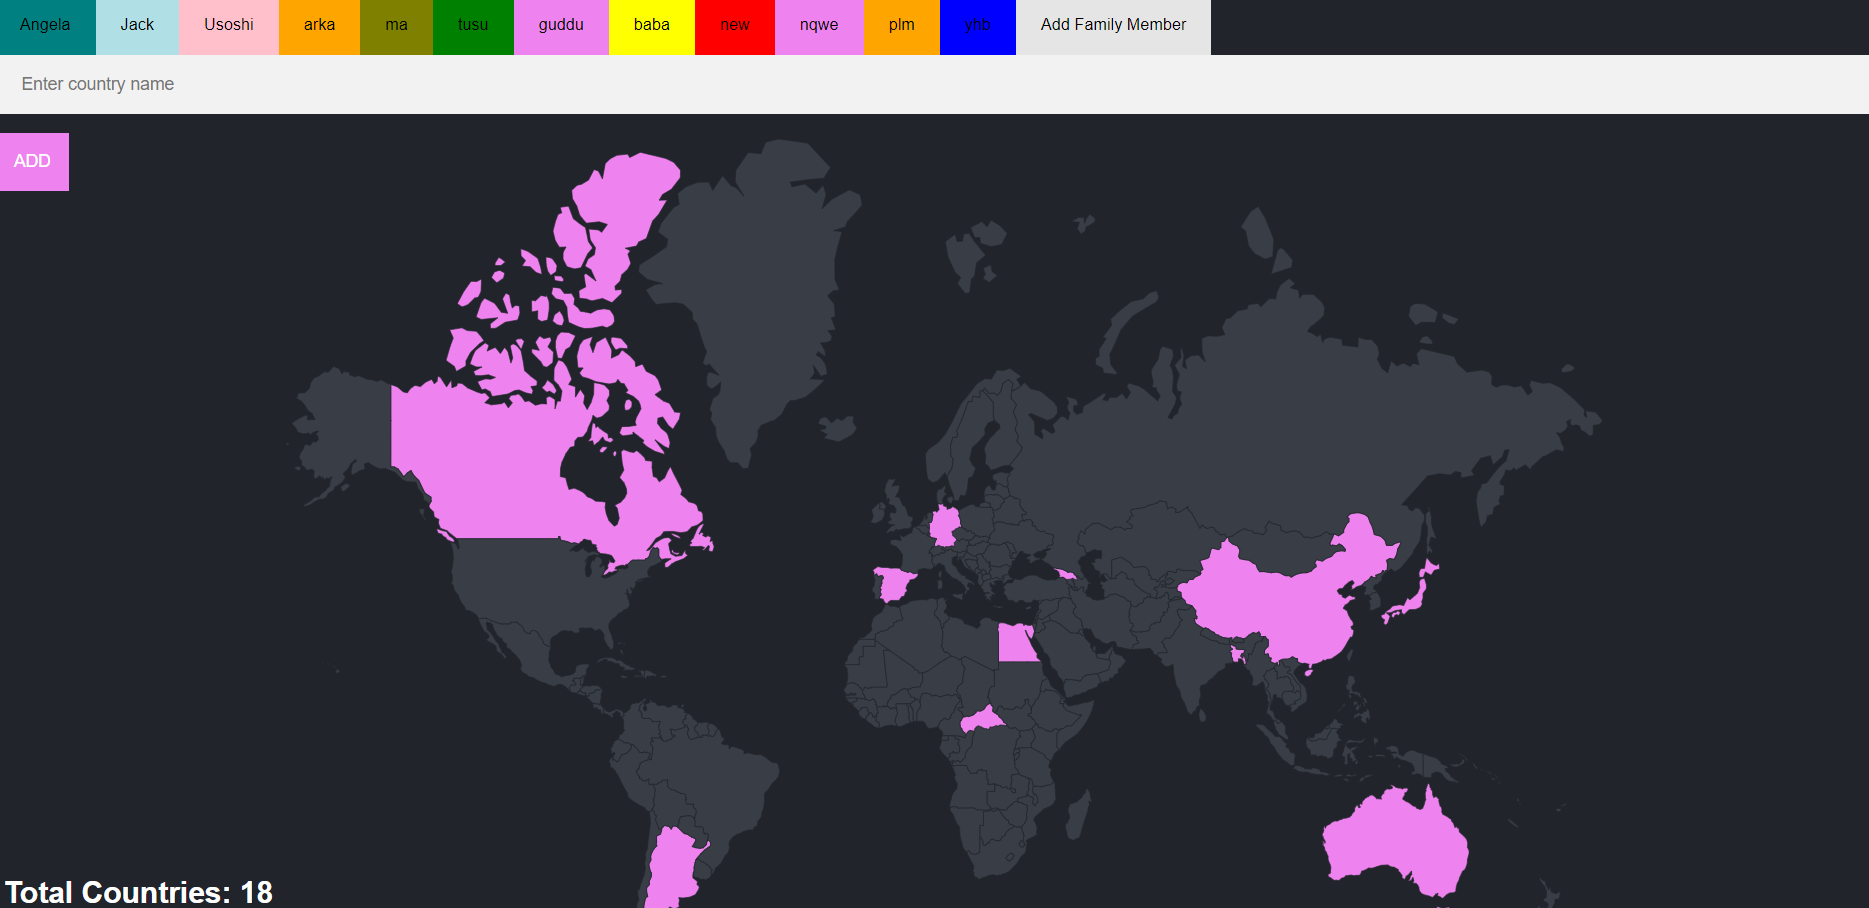 Angela Jack Usoshi arka ma tusu guddu baba new nqwe plm yhb Add Family Member
Enter country name
ADD
Total Countries: 18